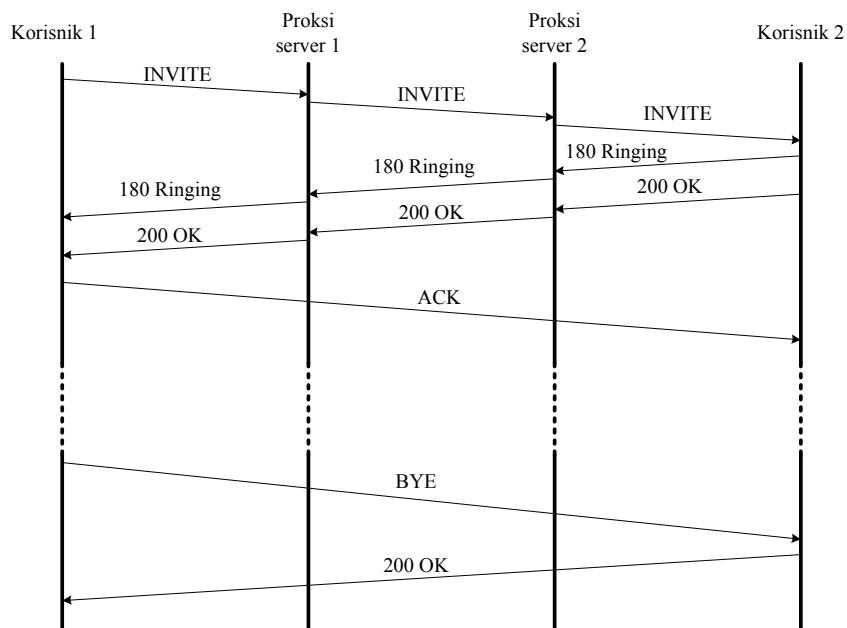 Korisnik 1
Proksi
server 1
Proksi
server 2
Korisnik 2
INVITE
INVITE
INVITE
180 Ringing
180 Ringing
180 Ringing
200 OK
200 OK
200 OK
ACK
BYE
200 OK